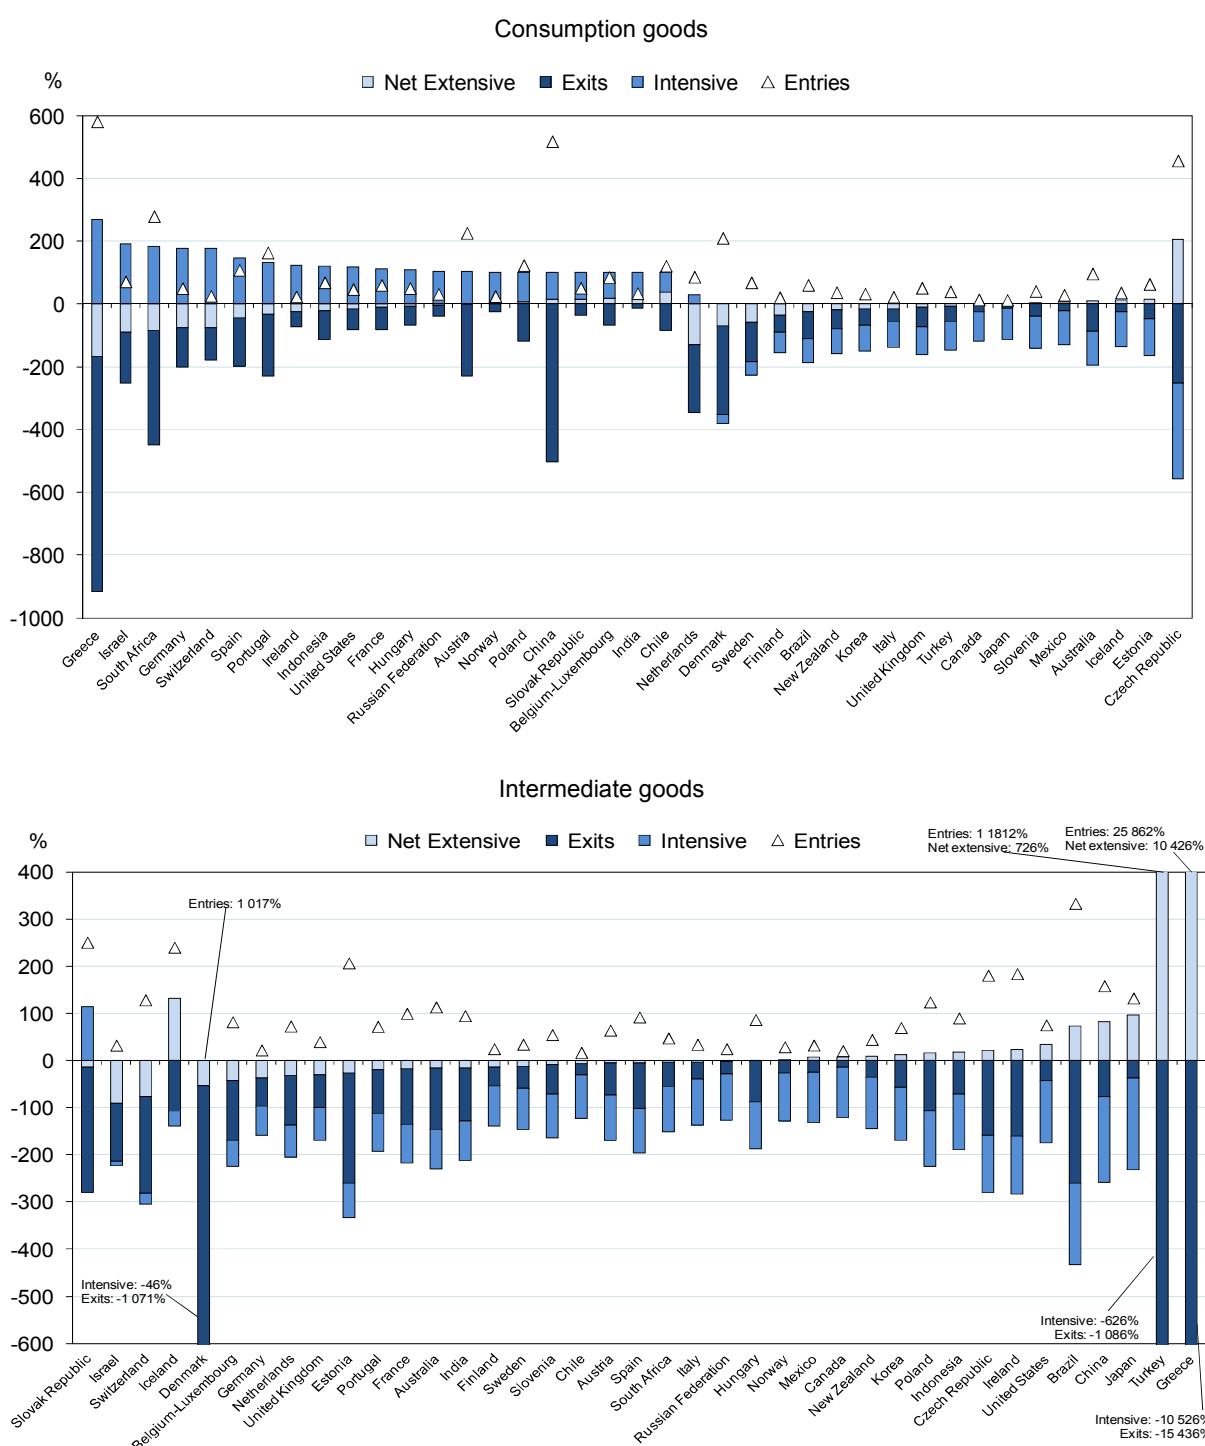 Consumption goods
%
Net Extensive Exits Intensive Entries
600
400
200
0
-200
-400
-600
-800
-1000
Greece
Israel
South Africa
Germany
Switzerland
Spain
Portugal
Ireland
Indonesia
United States
France
Hungary
Russian Federation
Austria
Norway
Poland
China
Slovak Republic
Belgium-Luxembourg
India
Chile
Netherlands
Denmark
Sweden
Finland
Brazil
New Zealand
Korea
Italy
United Kingdom
Turkey
Canada
Japan
Slovenia
Mexico
Australia
Iceland
Estonia
Czech Republic
Intermediate goods
%
Net Extensive Exits Intensive Entries
Entries: 1 1812%
Net extensive: 726%
Entries: 25 862%
Net extensive: 10 426%
400
300
200
100
0
-100
-200
-300
-400
-500
-600
Entries: 1 017%
Intensive: -46%
Exits: -1 071%
Intensive: -626%
Exits: -1 086%
Slovak Republic
Israel
Switzerland
Iceland
Denmark
Belgium-Luxembourg
Germany
Netherlands
United Kingdom
Estonia
Portugal
France
Australia
India
Finland
Sweden
Slovenia
Chile
Austria
Spain
South Africa
Italy
Russian Federation
Hungary
Norway
Mexico
Canada
New Zealand
Korea
Poland
Indonesia
Czech Republic
Ireland
United States
Brazil
China
Japan
Turkey
Greece
Intensive: -10 526%
Exits: -15 436%